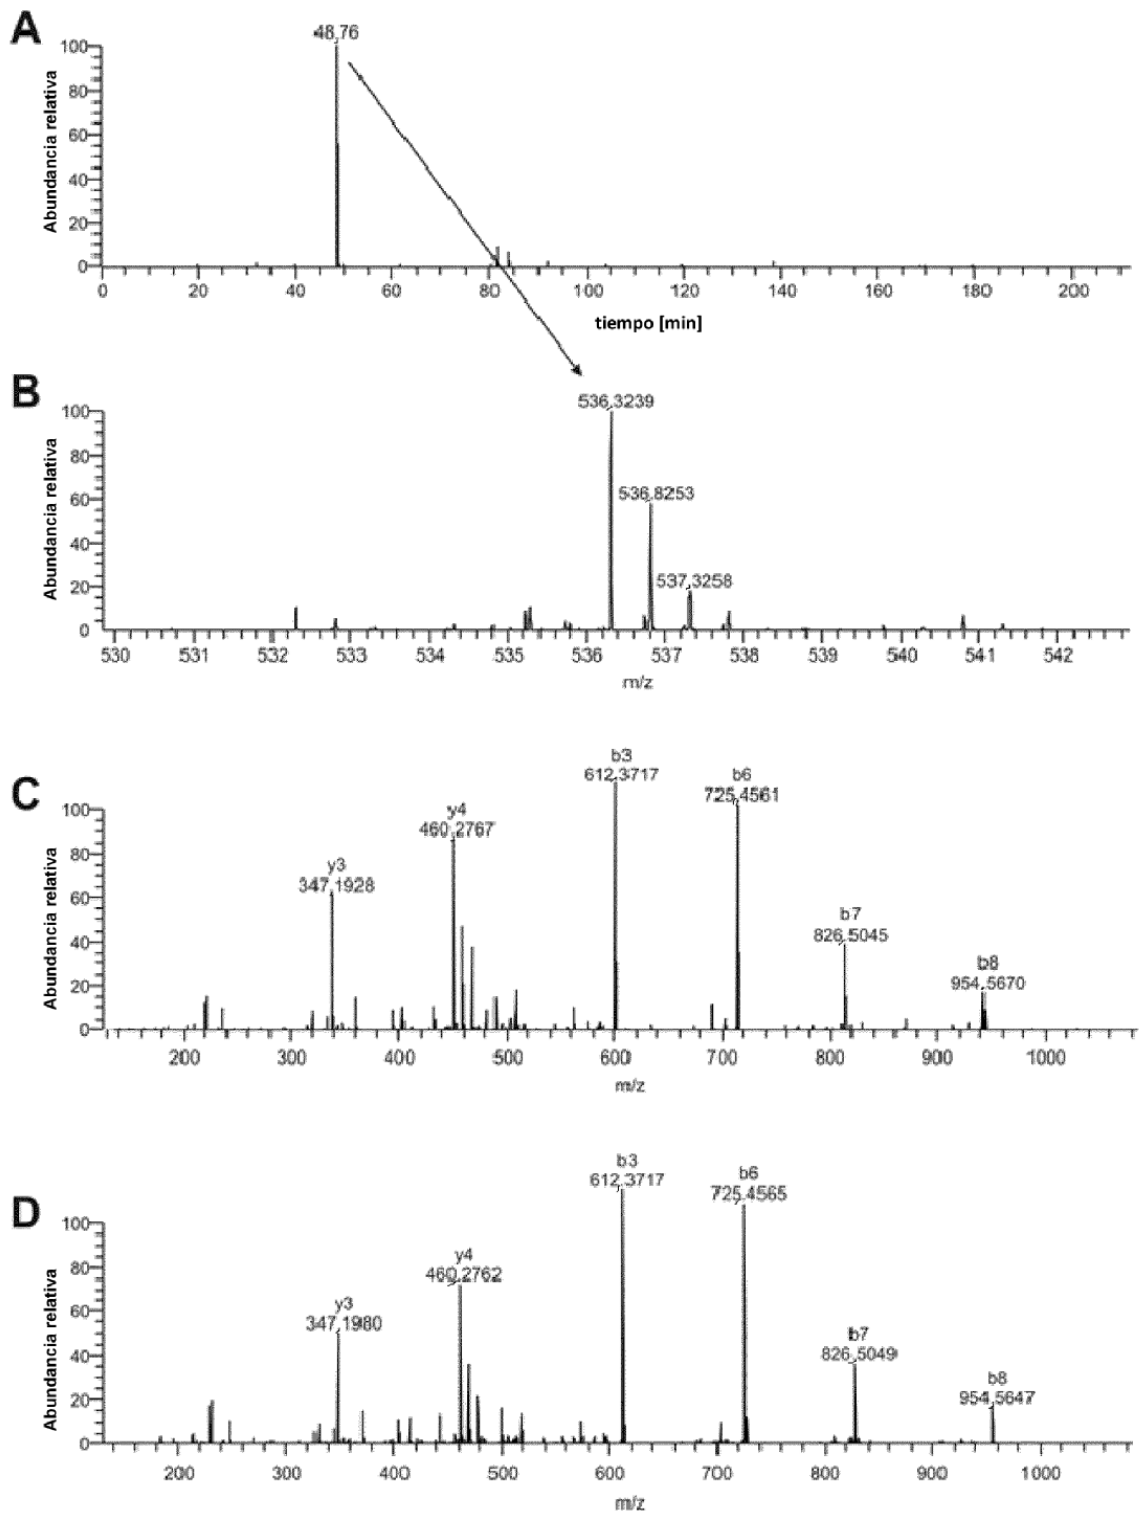 A
48,76
Abundancia relativa
100
80
60
40
20
0
0 20 40 60 80 100 120 140 160 180 200
tiempo [min]
B
536,3239
536,8253
537,3258
Abundancia relativa
100
80
60
40
20
0
530 531 532 533 534 535 536 537 538 539 540 541 542
m/z
C
b3
612,3717
b6
725,4561
y4
460,2767
y3
347,1928
b7
826,5045
b8
954,5670
Abundancia relativa
100
80
60
40
20
0
200 300 400 500 600 700 800 900 1000
m/z
D
b3
612,3717
b6
725,4565
y4
460,2762
y3
347,1980
b7
826,5049
b8
954,5647
Abundancia relativa
100
80
60
40
20
0
200 300 400 500 600 700 800 900 1000
m/z